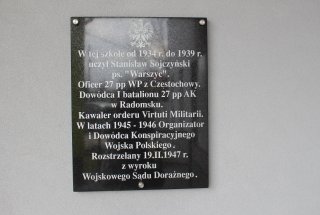 W tej szkole od 1934 r. do 1939 r.
uczył Stanisław Sojczyński
ps. "Warszyc".
Oficer 27 pp WP z Częstochowy.
Dowódca I batalionu 27 pp AK
w Radomsku.
Kawaler orderu Virtuti Militarii.
W latach 1945 - 1946 Organizator
i Dowódca Konspiracyjnego
Wojska Polskiego.
Rozstrzelany 19.II.1947 r.
z wyroku
Wojskowego Sądu Doraźnego.